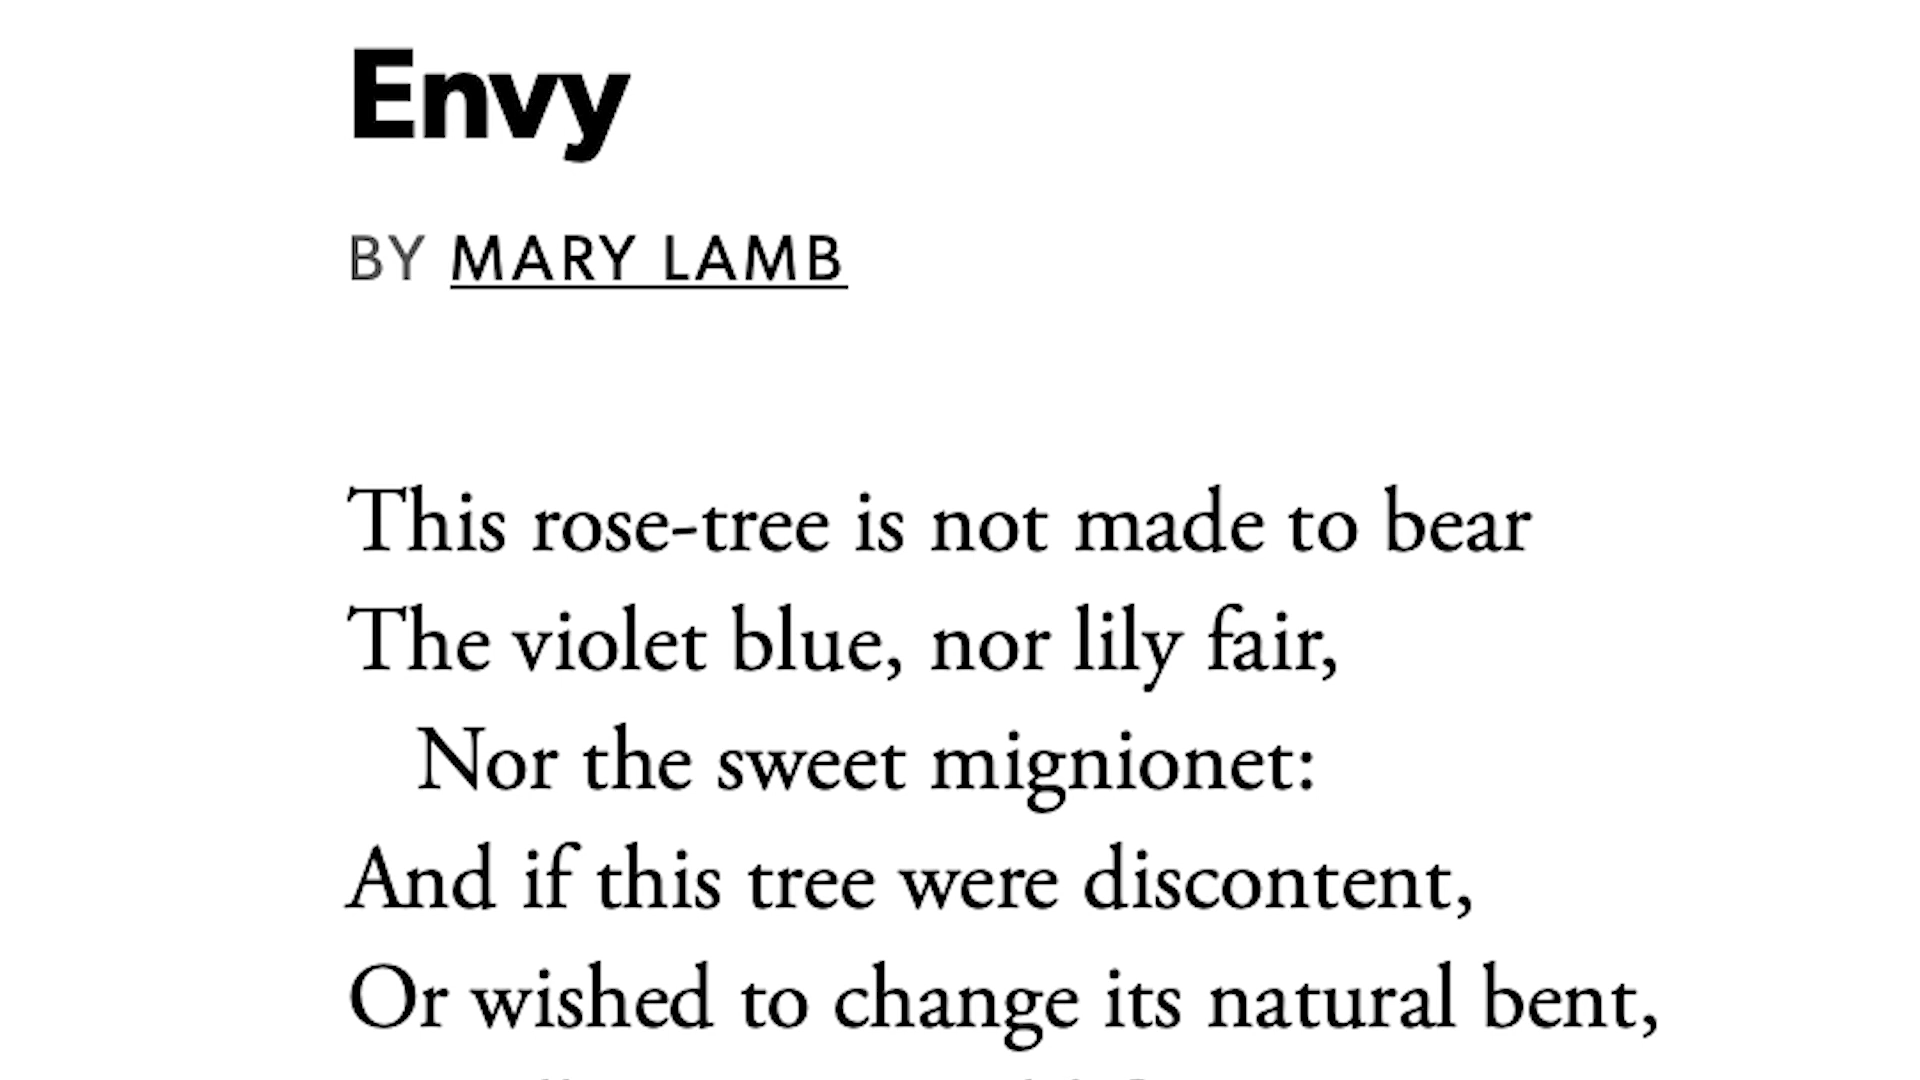 Envy
BY MARY LAMB
This rose-tree is not made to bear
The violet blue, nor lily fair,
Nor the sweet mignionet:
And if this tree were discontent,
Or wished to change its natural bent,